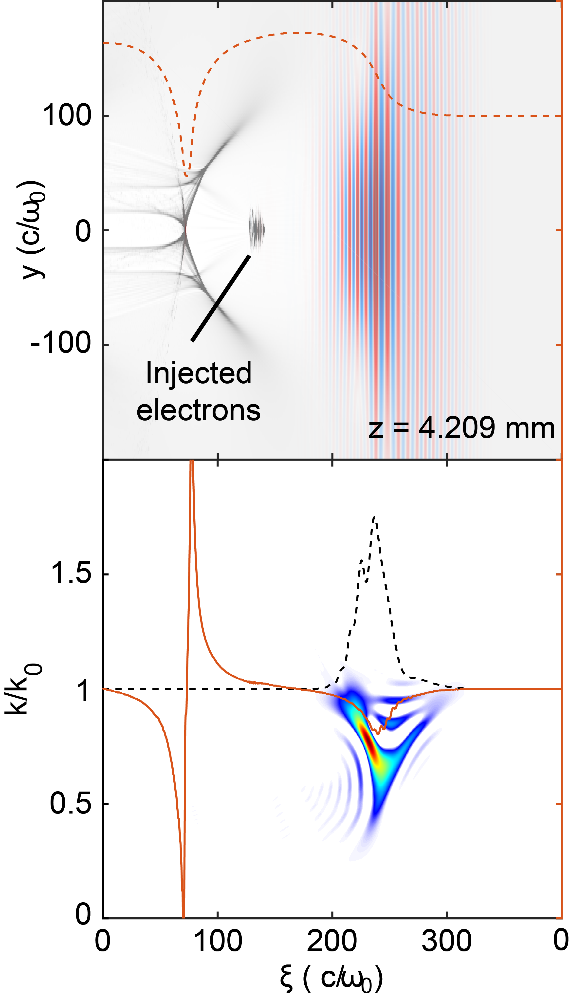 100
0
-100
y (c/ω₀)
Injected
electrons
z = 4.209 mm
1.5
1
0.5
0
k/k₀
0 100 200 300 0
ξ ( c/ω₀)